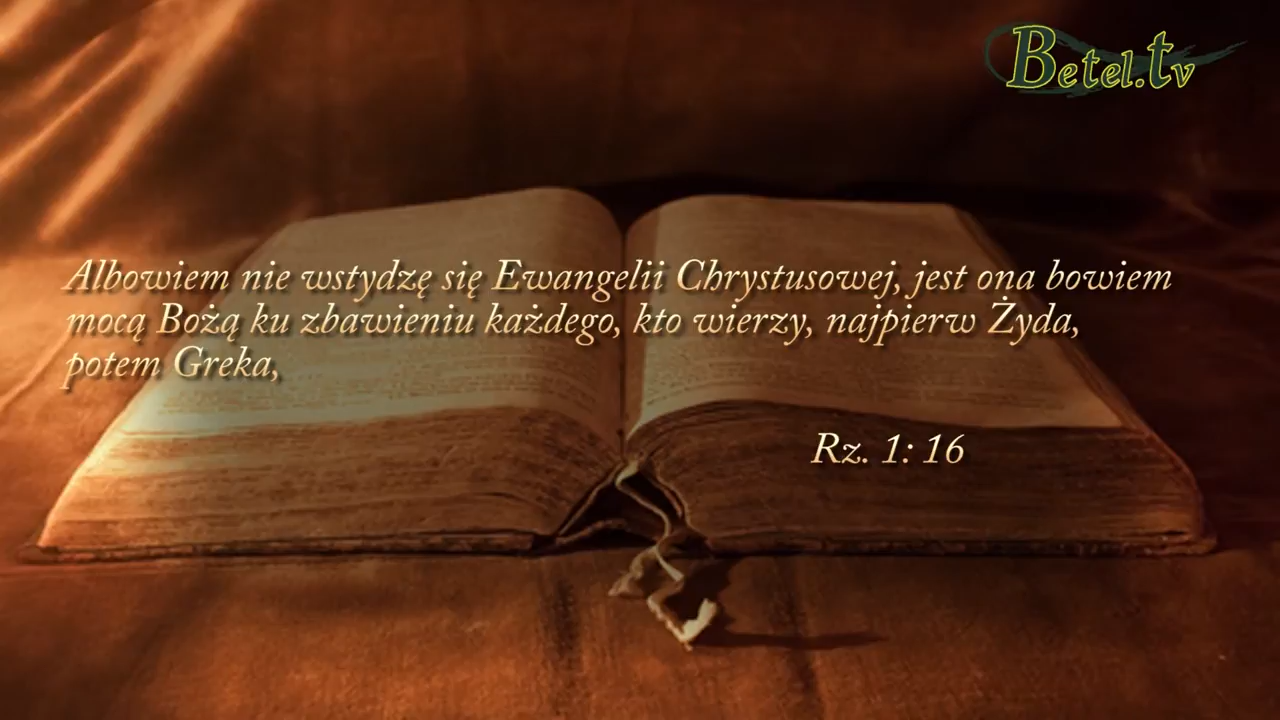 Betel.tv
Albowiem nie wstydzę się Ewangelii Chrystusowej, jest ona bowiem
mocą Bożą ku zbawieniu każdego, kto wierzy, najpierw Żyda,
potem Greka,
Rz. 1: 16